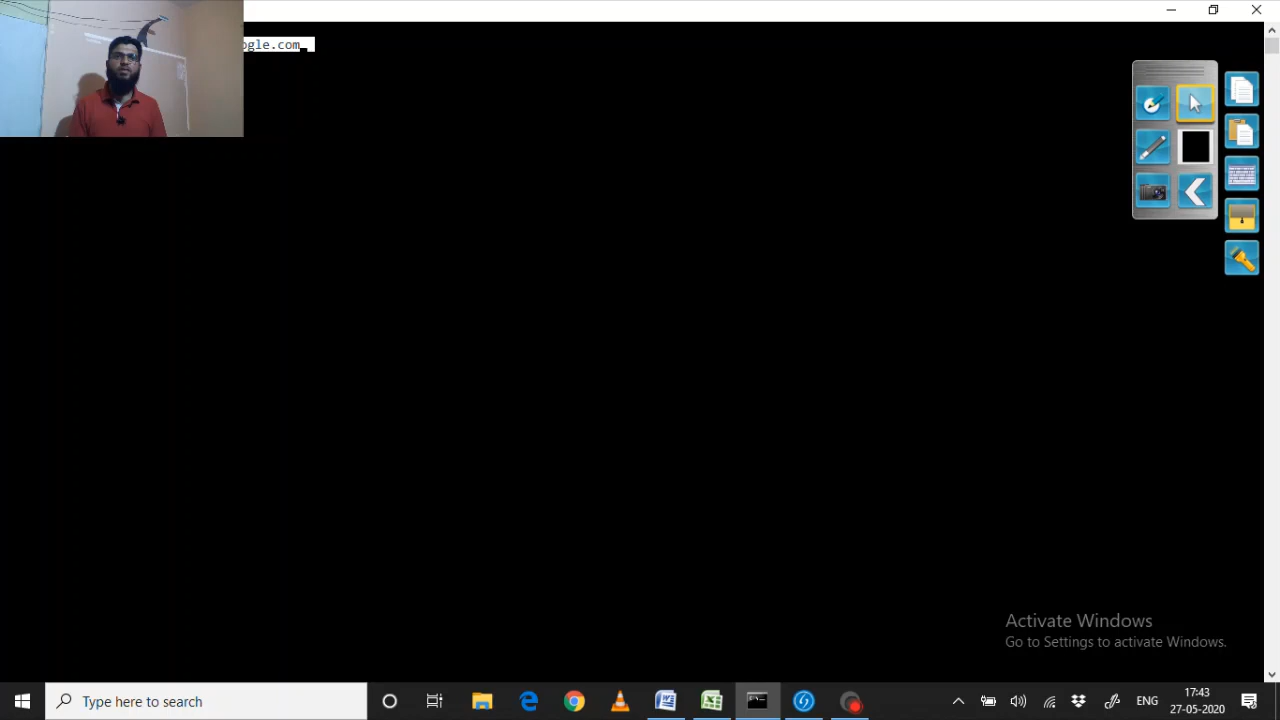 ogle.com
Activate Windows
Go to Settings to activate Windows.
Type here to search
ENG
17:43
27-05-2020